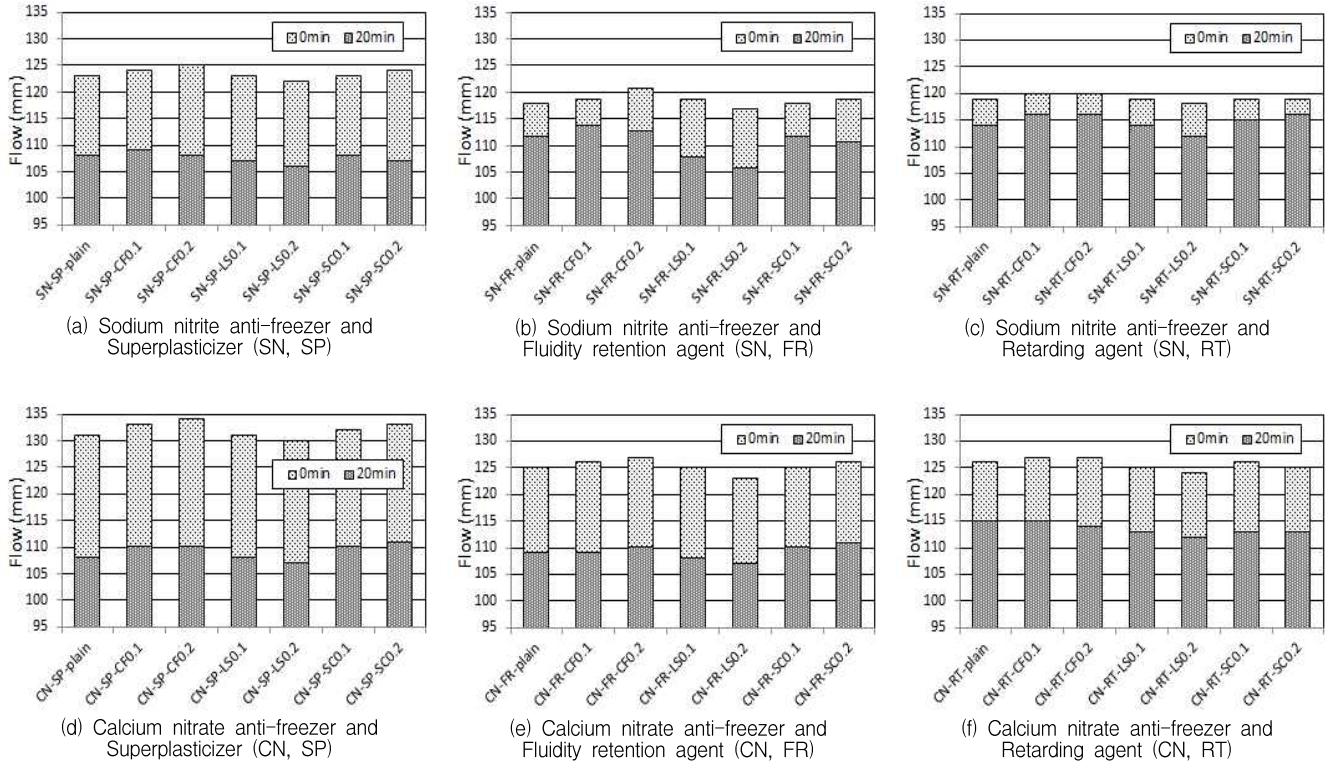 135
130
125
120
115
110
105
100
95
Flow (mm)
0min 20min
SN-SP-plain
SN-SP-CF0.1
SN-SP-CF0.2
SN-SP-LS0.1
SN-SP-LS0.2
SN-SP-SC0.1
SN-SP-SC0.2
(a) Sodium nitrite anti-freezer and
Superplasticizer (SN, SP)
135
130
125
120
115
110
105
100
95
Flow (mm)
0min 20min
SN-FR-plain
SN-FR-CF0.1
SN-FR-CF0.2
SN-FR-LS0.1
SN-FR-LS0.2
SN-FR-SC0.1
SN-FR-SC0.2
(b) Sodium nitrite anti-freezer and
Fluidity retention agent (SN, FR)
135
130
125
120
115
110
105
100
95
Flow (mm)
0min 20min
SN-RT-plain
SN-RT-CF0.1
SN-RT-CF0.2
SN-RT-LS0.1
SN-RT-LS0.2
SN-RT-SC0.1
SN-RT-SC0.2
(c) Sodium nitrite anti-freezer and
Retarding agent (SN, RT)
135
130
125
120
115
110
105
100
95
Flow (mm)
0min 20min
CN-SP-plain
CN-SP-CF0.1
CN-SP-CF0.2
CN-SP-LS0.1
CN-SP-LS0.2
CN-SP-SC0.1
CN-SP-SC0.2
(d) Calcium nitrate anti-freezer and
Superplasticizer (CN, SP)
135
130
125
120
115
110
105
100
95
Flow (mm)
0min 20min
CN-FR-plain
CN-FR-CF0.1
CN-FR-CF0.2
CN-FR-LS0.1
CN-FR-LS0.2
CN-FR-SC0.1
CN-FR-SC0.2
(e) Calcium nitrate anti-freezer and
Fluidity retention agent (CN, FR)
135
130
125
120
115
110
105
100
95
Flow (mm)
0min 20min
CN-RT-plain
CN-RT-CF0.1
CN-RT-CF0.2
CN-RT-LS0.1
CN-RT-LS0.2
CN-RT-SC0.1
CN-RT-SC0.2
(f) Calcium nitrate anti-freezer and
Retarding agent (CN, RT)